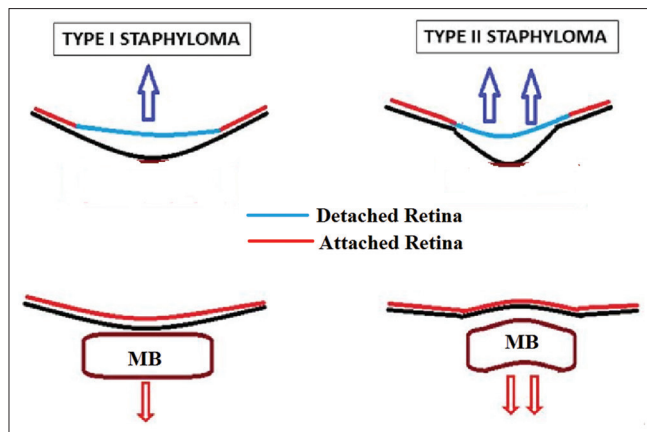 TYPE I STAPHYLOMA
TYPE II STAPHYLOMA
Detached Retina
Attached Retina
MB
MB